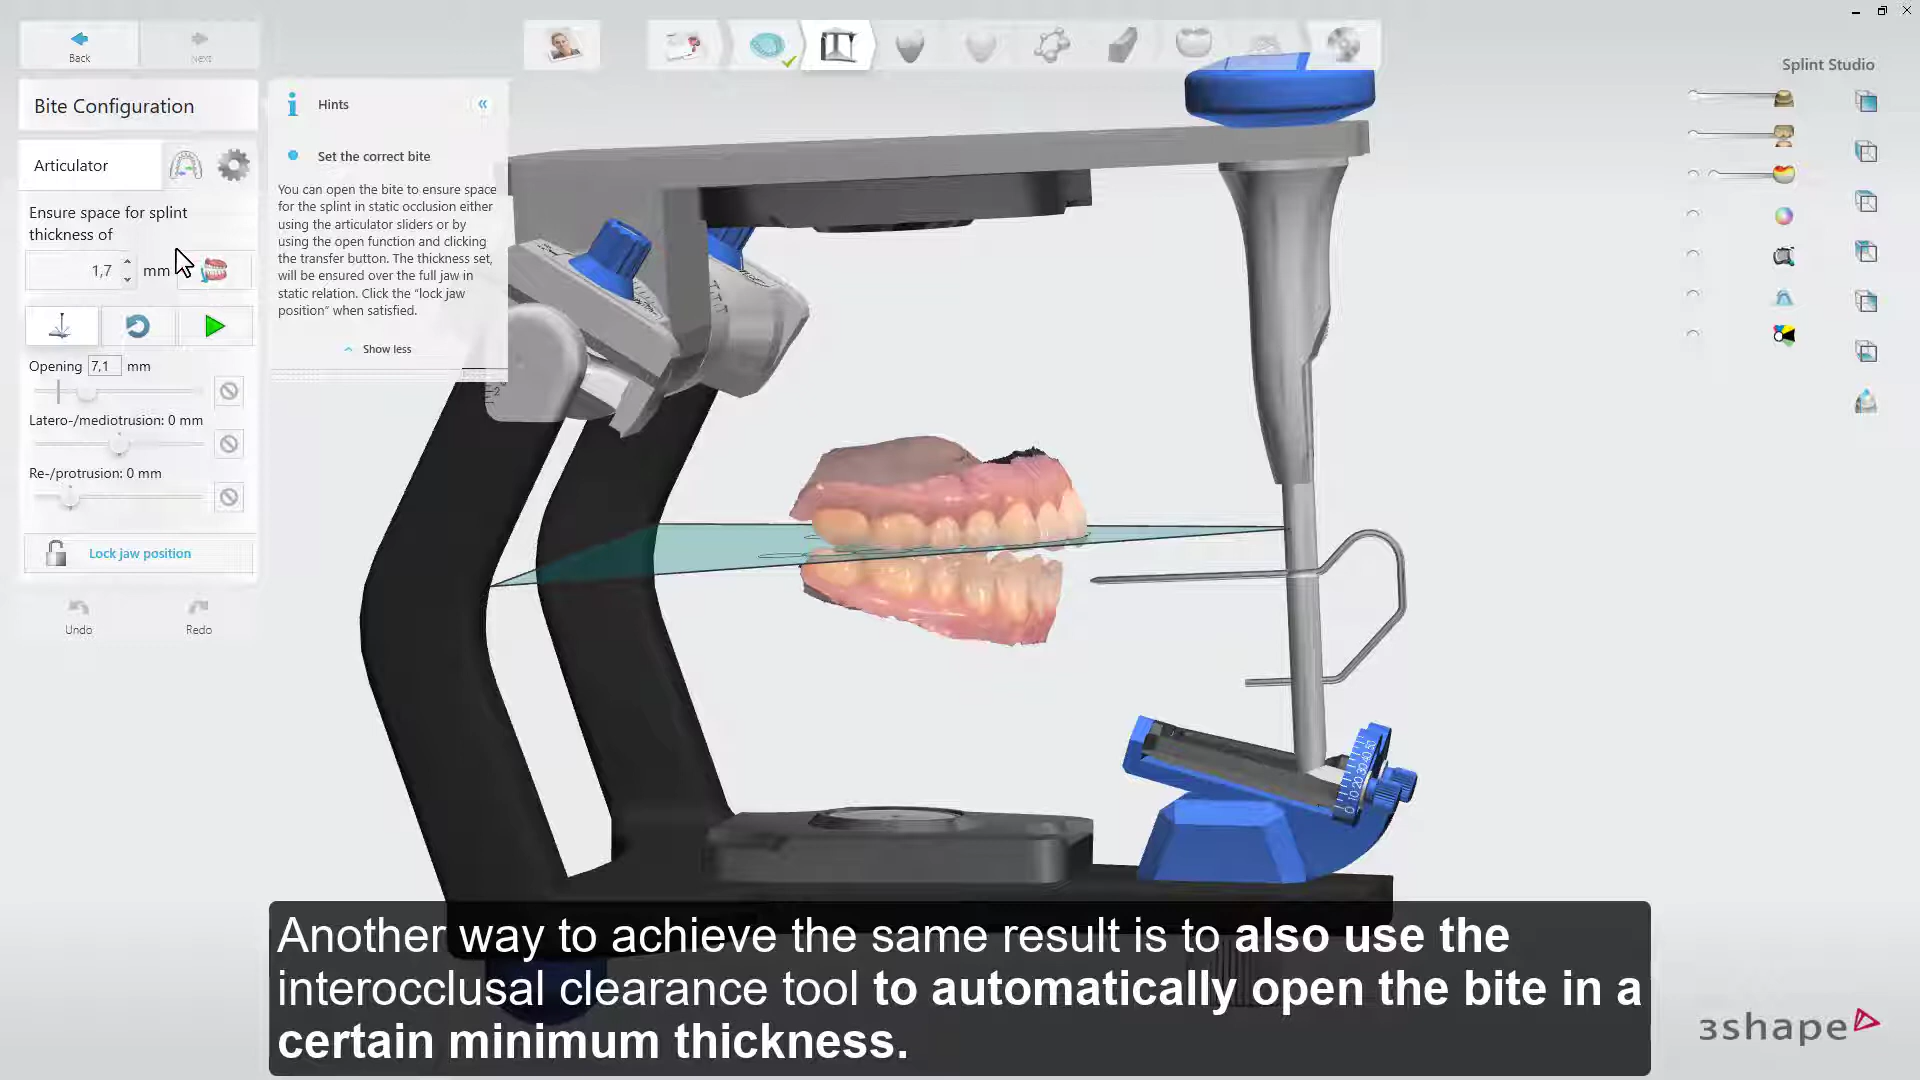 Back
Next
Splint Studio
Bite Configuration
Hints
Articulator
Set the correct bite
Ensure space for splint
thickness of
1,7 mm
You can open the bite to ensure space
for the splint in static occlusion either
using the articulator sliders or by
using the open function and clicking
the transfer button. The thickness set,
will be ensured over the full jaw in
static relation. Click the "lock jaw
position" when satisfied.
Show less
Opening 7,1 mm
Latero-/mediotrusion: 0 mm
Re-/protrusion: 0 mm
Lock jaw position
Undo
Redo
0 10 20 30 40 50
Another way to achieve the same result is to also use the
interocclusal clearance tool to automatically open the bite in a
certain minimum thickness.
3shape